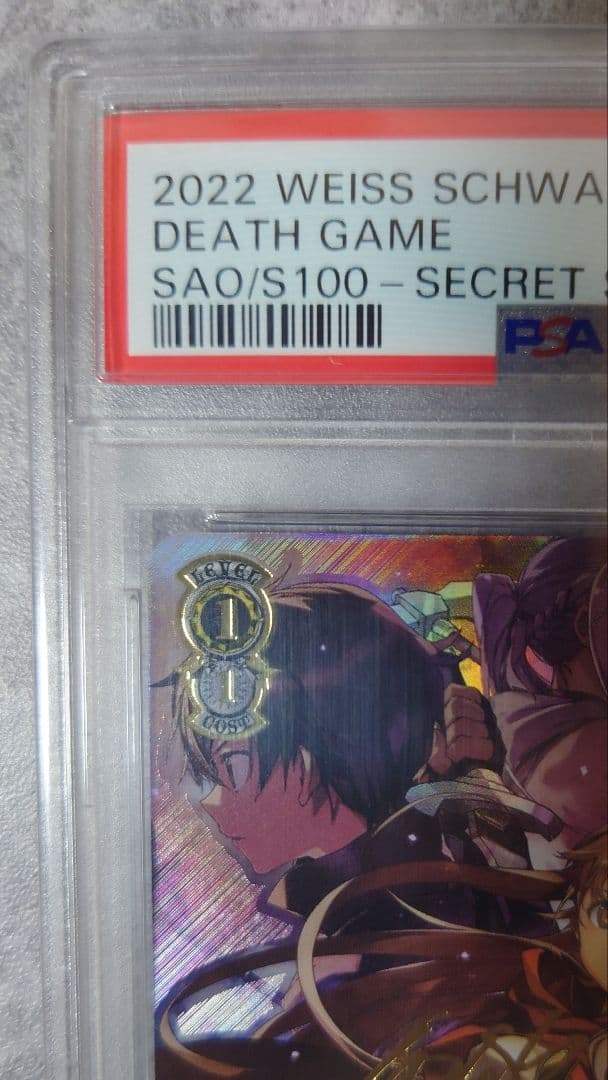 2022 WEISS SCHWA
DEATH GAME
SAO/S100-SECRET
PSA
LEVEL
1
1
COST